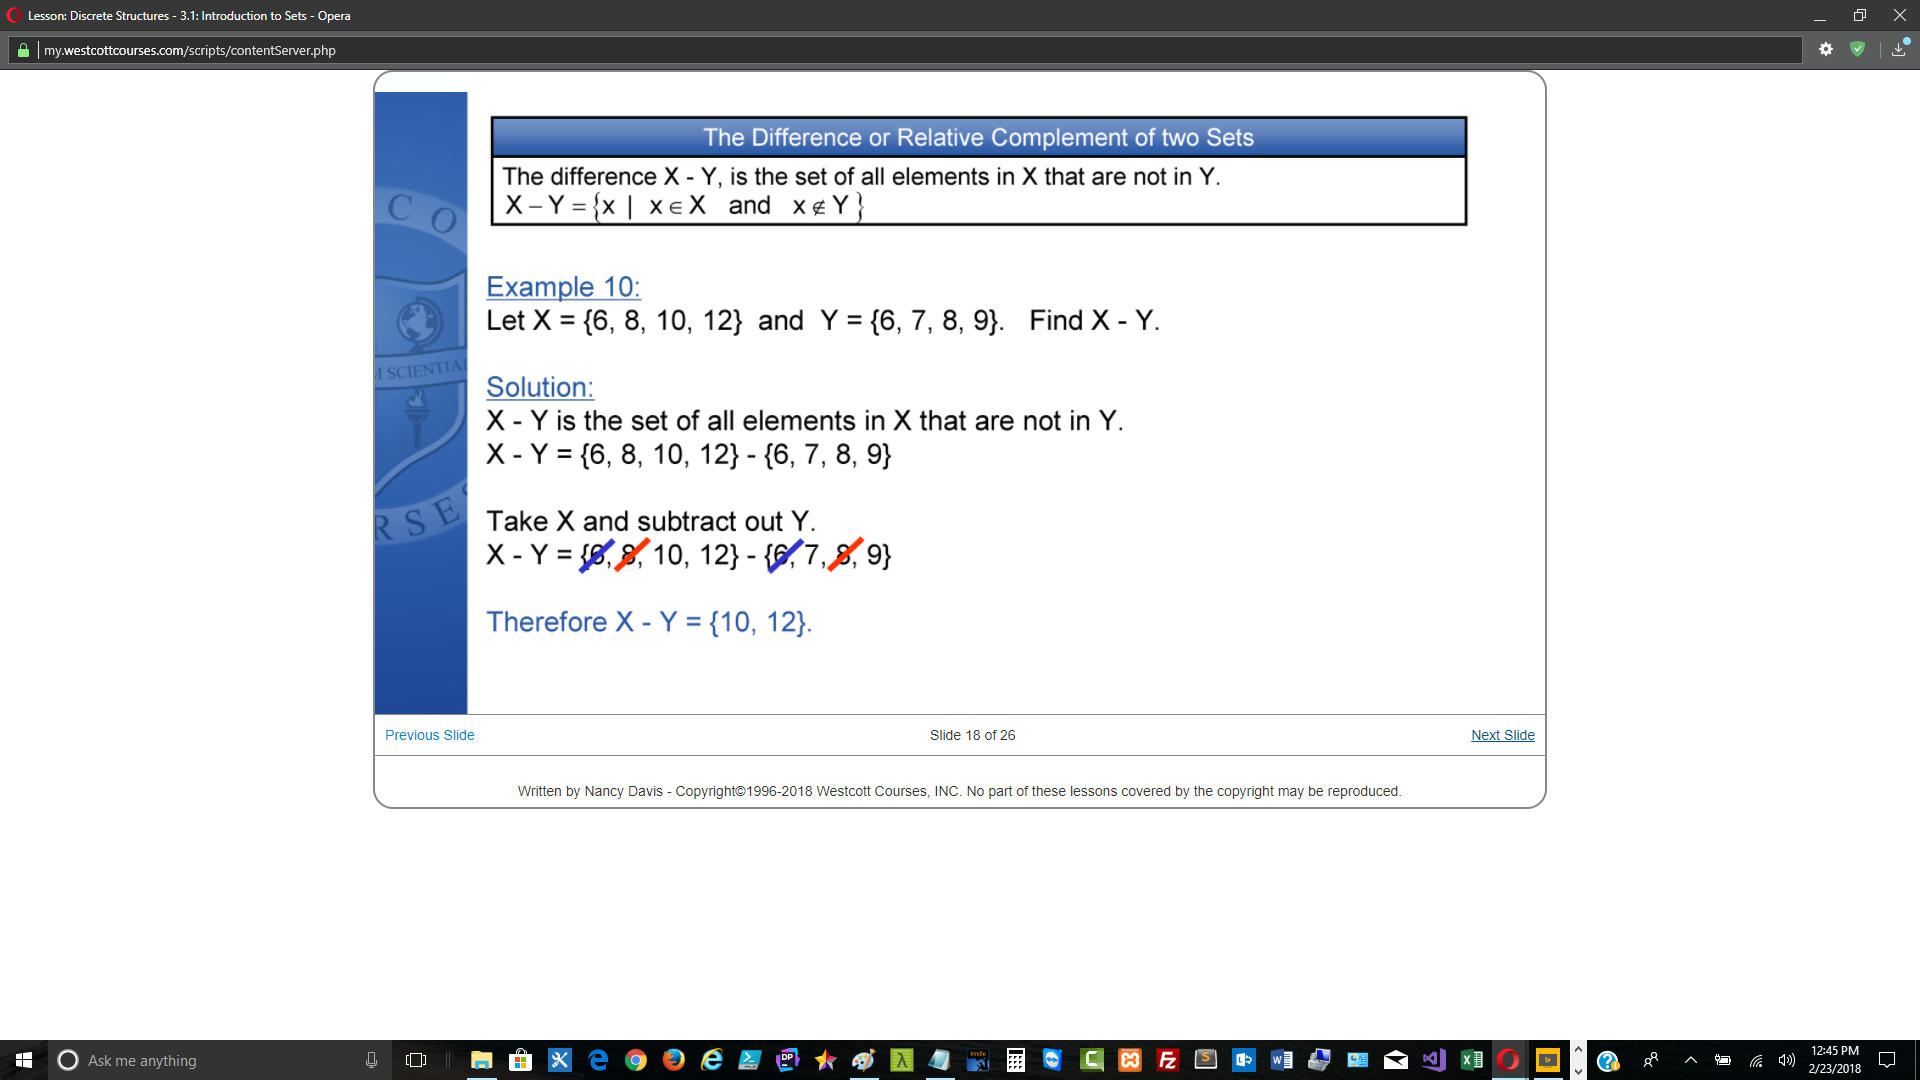 Lesson: Discrete Structures - 3.1: Introduction to Sets - Opera
my.westcottcourses.com/scripts/contentServer.php
The Difference or Relative Complement of two Sets
The difference X - Y, is the set of all elements in X that are not in Y.
X – Y = {x | x ∈ X and x ∉ Y}
C O
M SCIENTIA
R S E S
Example 10:
Let X = {6, 8, 10, 12} and Y = {6, 7, 8, 9}. Find X - Y.
Solution:
X - Y is the set of all elements in X that are not in Y.
X - Y = {6, 8, 10, 12} - {6, 7, 8, 9}
Take X and subtract out Y.
X - Y = {6, 8, 10, 12} - {6, 7, 8, 9}
Therefore X - Y = {10, 12}.
Previous Slide
Slide 18 of 26
Next Slide
Written by Nancy Davis - Copyright©1996-2018 Westcott Courses, INC. No part of these lessons covered by the copyright may be reproduced.
Ask me anything
12:45 PM
2/23/2018